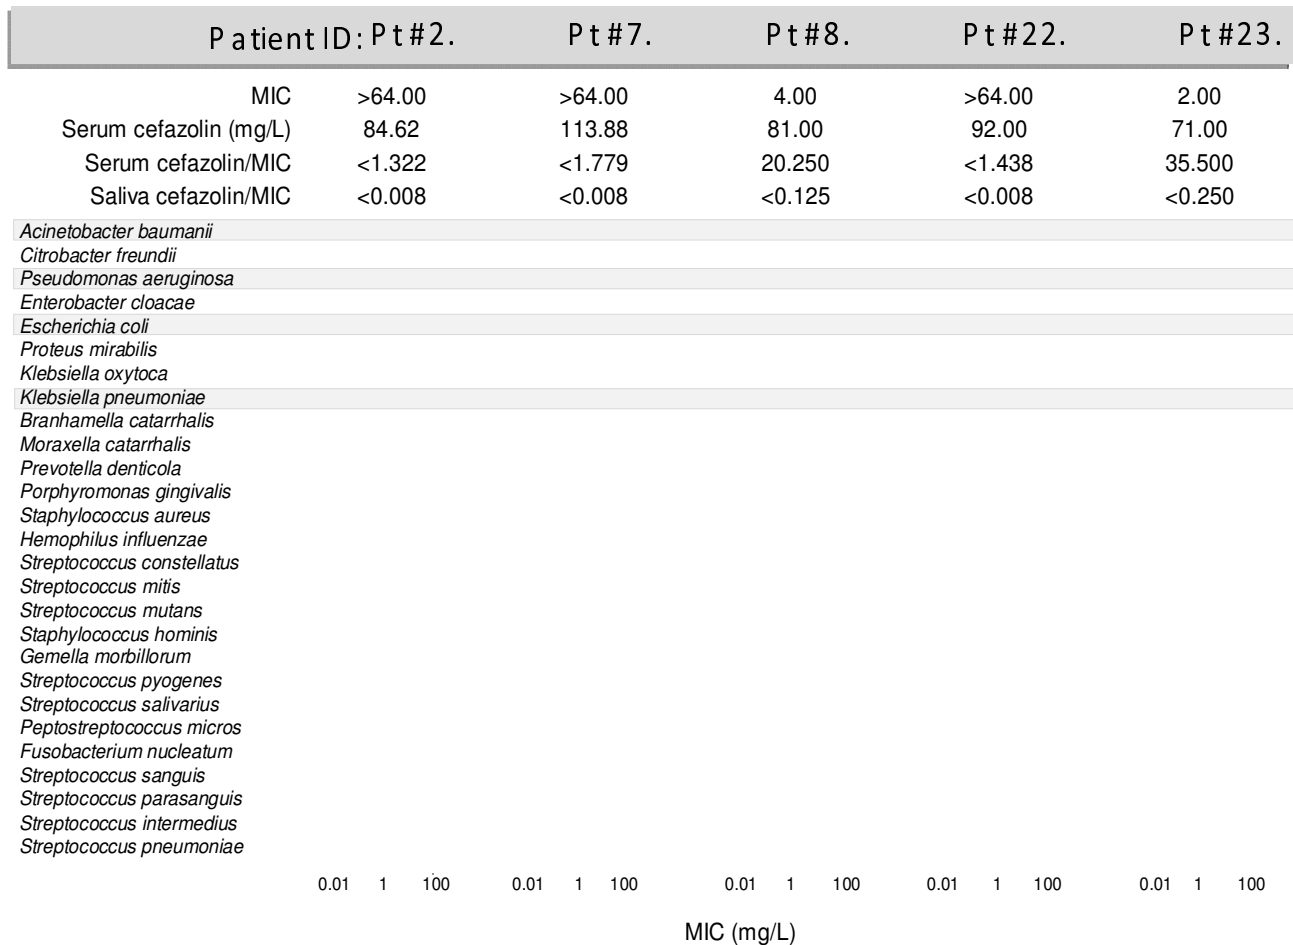 Patient ID: Pt#2. Pt#7. Pt#8. Pt#22. Pt#23.
MIC >64.00 >64.00 4.00 >64.00 2.00
Serum cefazolin (mg/L) 84.62 113.88 81.00 92.00 71.00
Serum cefazolin/MIC <1.322 <1.779 20.250 <1.438 35.500
Saliva cefazolin/MIC <0.008 <0.008 <0.125 <0.008 <0.250
Acinetobacter baumanii
Citrobacter freundii
Pseudomonas aeruginosa
Enterobacter cloacae
Escherichia coli
Proteus mirabilis
Klebsiella oxytoca
Klebsiella pneumoniae
Branhamella catarrhalis
Moraxella catarrhalis
Prevotella denticola
Porphyromonas gingivalis
Staphylococcus aureus
Hemophilus influenzae
Streptococcus constellatus
Streptococcus mitis
Streptococcus mutans
Staphylococcus hominis
Gemella morbillorum
Streptococcus pyogenes
Streptococcus salivarius
Peptostreptococcus micros
Fusobacterium nucleatum
Streptococcus sanguis
Streptococcus parasanguis
Streptococcus intermedius
Streptococcus pneumoniae
0.01 1 100 0.01 1 100 0.01 1 100 0.01 1 100 0.01 1 100
MIC (mg/L)